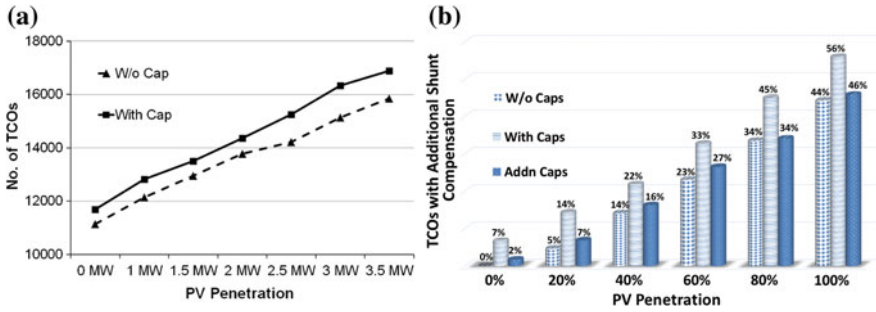 (a)
18000
16000
14000
12000
10000
No. of TCOs
W/o Cap
With Cap
0 MW
1 MW
1.5 MW
2 MW
2.5 MW
3 MW
3.5 MW
PV Penetration
(b)
TCOs with Additional Shunt
Compensation
W/o Caps
With Caps
Addn Caps
0%
7%
2%
5%
14%
7%
14%
22%
16%
23%
33%
27%
34%
45%
34%
44%
56%
46%
0%
20%
40%
60%
80%
100%
PV Penetration